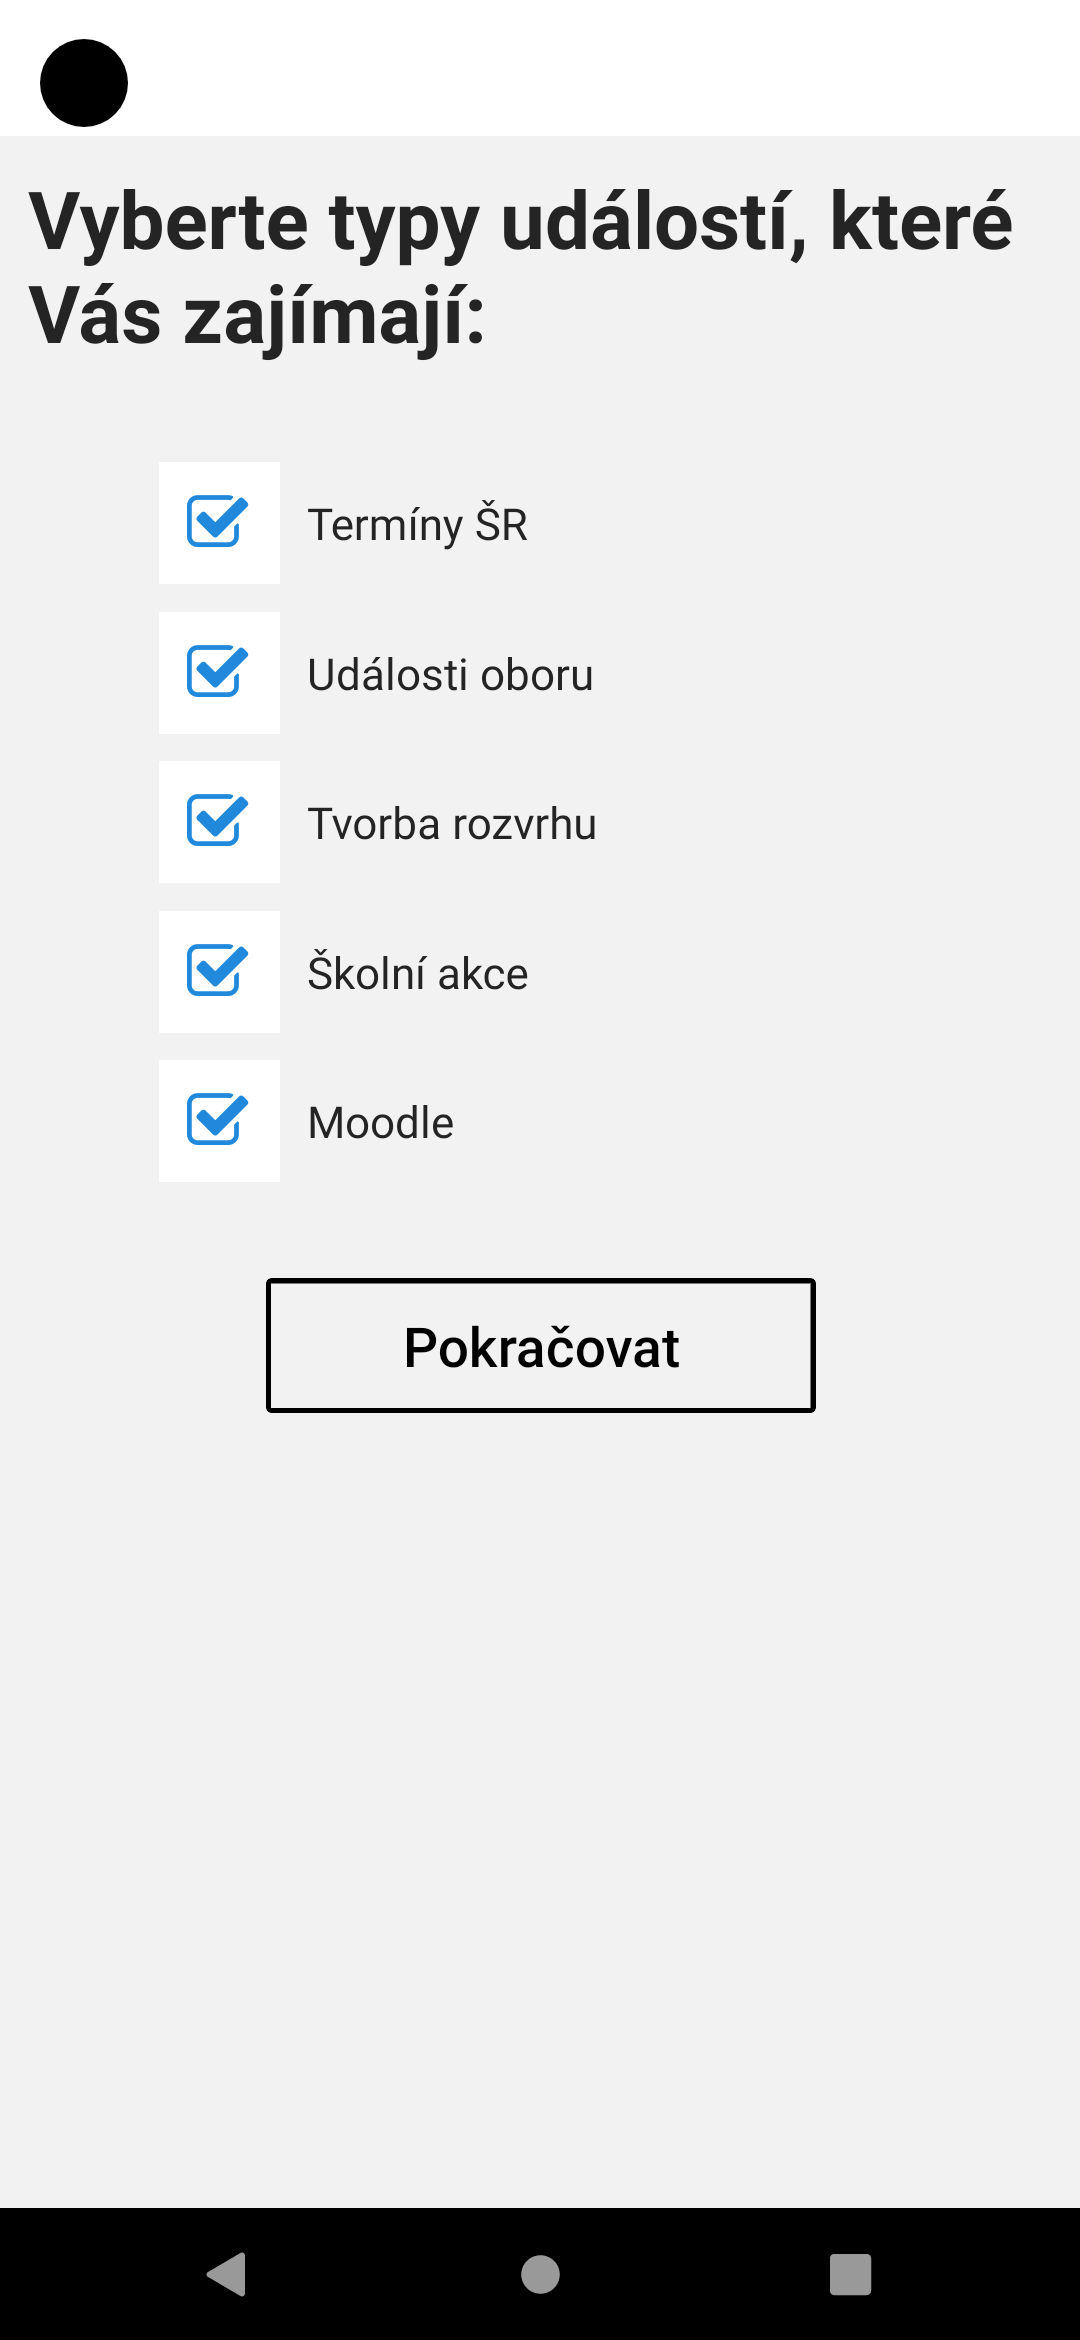 Vyberte typy událostí, které
Vás zajímají:
Termíny ŠR
Události oboru
Tvorba rozvrhu
Školní akce
Moodle
Pokračovat